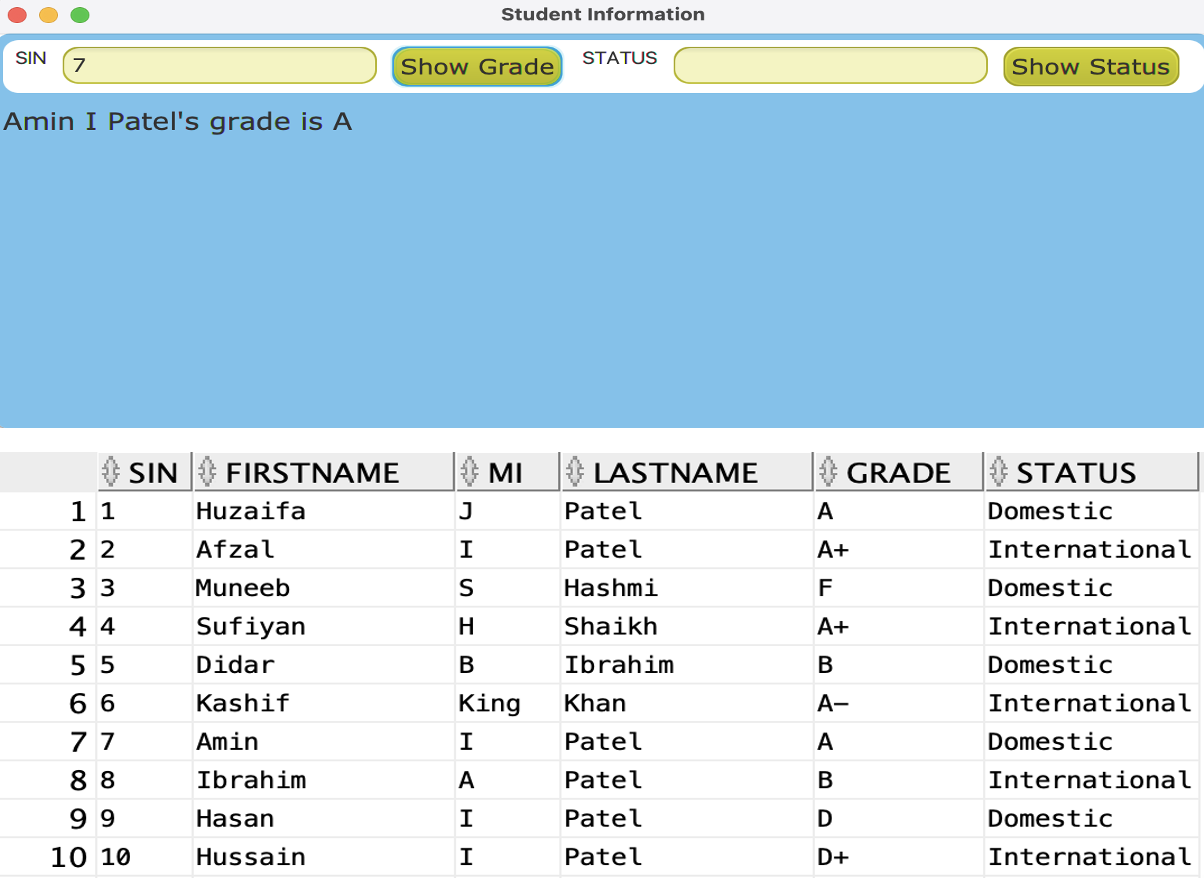 Student Information
SIN 7 Show Grade STATUS Show Status
Amin I Patel's grade is A
SIN FIRSTNAME MI LASTNAME GRADE STATUS
1 1 Huzaifa J Patel A Domestic
2 2 Afzal I Patel A+ International
3 3 Muneeb S Hashmi F Domestic
4 4 Sufiyan H Shaikh A+ International
5 5 Didar B Ibrahim B Domestic
6 6 Kashif King Khan A- International
7 7 Amin I Patel A Domestic
8 8 Ibrahim A Patel B International
9 9 Hasan I Patel D Domestic
10 10 Hussain I Patel D+ International